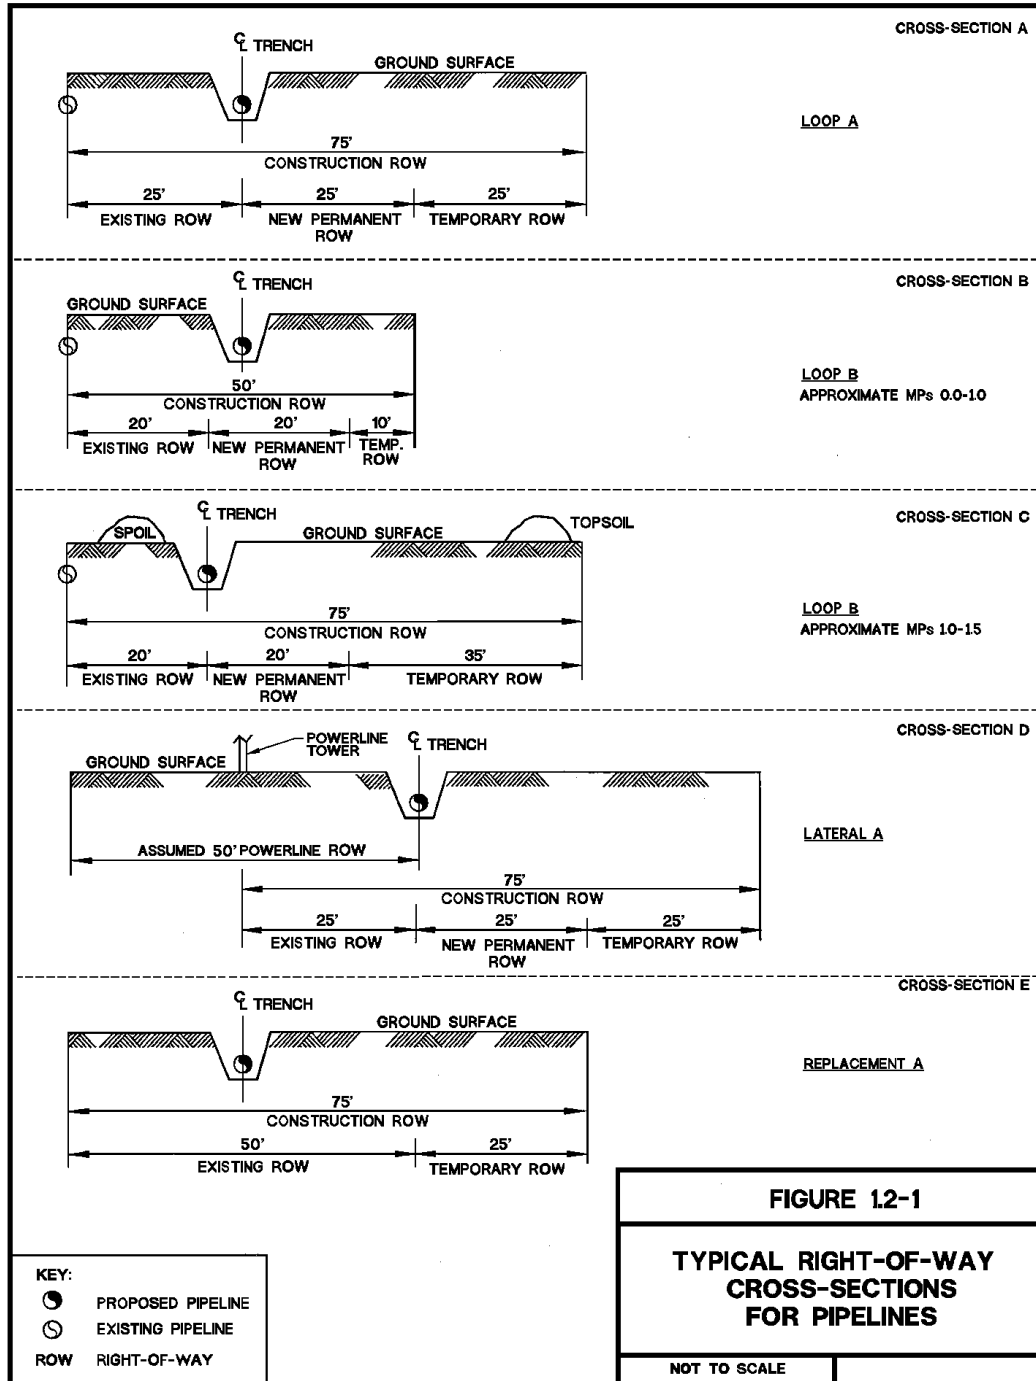 CROSS-SECTION A
℄ TRENCH
GROUND SURFACE
LOOP A
75'
CONSTRUCTION ROW
25' 25' 25'
EXISTING ROW NEW PERMANENT ROW TEMPORARY ROW
CROSS-SECTION B
℄ TRENCH
GROUND SURFACE
LOOP B
APPROXIMATE MPs 0.0-1.0
50'
CONSTRUCTION ROW
20' 20' 10'
EXISTING ROW NEW PERMANENT ROW TEMP. ROW
CROSS-SECTION C
℄ TRENCH
SPOIL
GROUND SURFACE
TOPSOIL
LOOP B
APPROXIMATE MPs 1.0-1.5
75'
CONSTRUCTION ROW
20' 20' 35'
EXISTING ROW NEW PERMANENT ROW TEMPORARY ROW
CROSS-SECTION D
POWERLINE
TOWER
℄ TRENCH
GROUND SURFACE
LATERAL A
ASSUMED 50' POWERLINE ROW
75'
CONSTRUCTION ROW
25' 25' 25'
EXISTING ROW NEW PERMANENT ROW TEMPORARY ROW
CROSS-SECTION E
℄ TRENCH
GROUND SURFACE
REPLACEMENT A
75'
CONSTRUCTION ROW
50' 25'
EXISTING ROW TEMPORARY ROW
KEY:
PROPOSED PIPELINE
EXISTING PIPELINE
ROW RIGHT-OF-WAY
FIGURE 1.2-1
TYPICAL RIGHT-OF-WAY
CROSS-SECTIONS
FOR PIPELINES
NOT TO SCALE